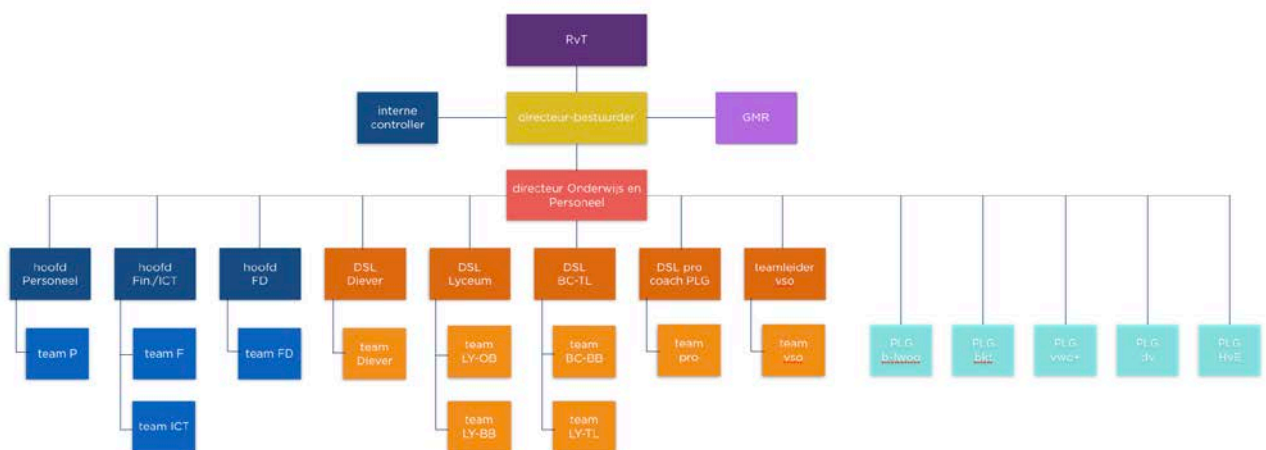 RvT
interne
controller
directeur-bestuurder
GMR
directeur Onderwijs en
Personeel
hoofd
Personeel
hoofd
Fin./ICT
hoofd
FD
DSL
Diever
DSL
Lyceum
DSL
BC-TL
DSL pro
coach PLG
teamleider
vso
team P
team F
team FD
team
Diever
team
LY-OB
team
BC-BB
team
pro
team
vso
PLG
b-lwoo
PLG
bkd
PLG
vwo+
PLG
dv
PLG
HvE
team ICT
team
LY-BB
team
LY-TL